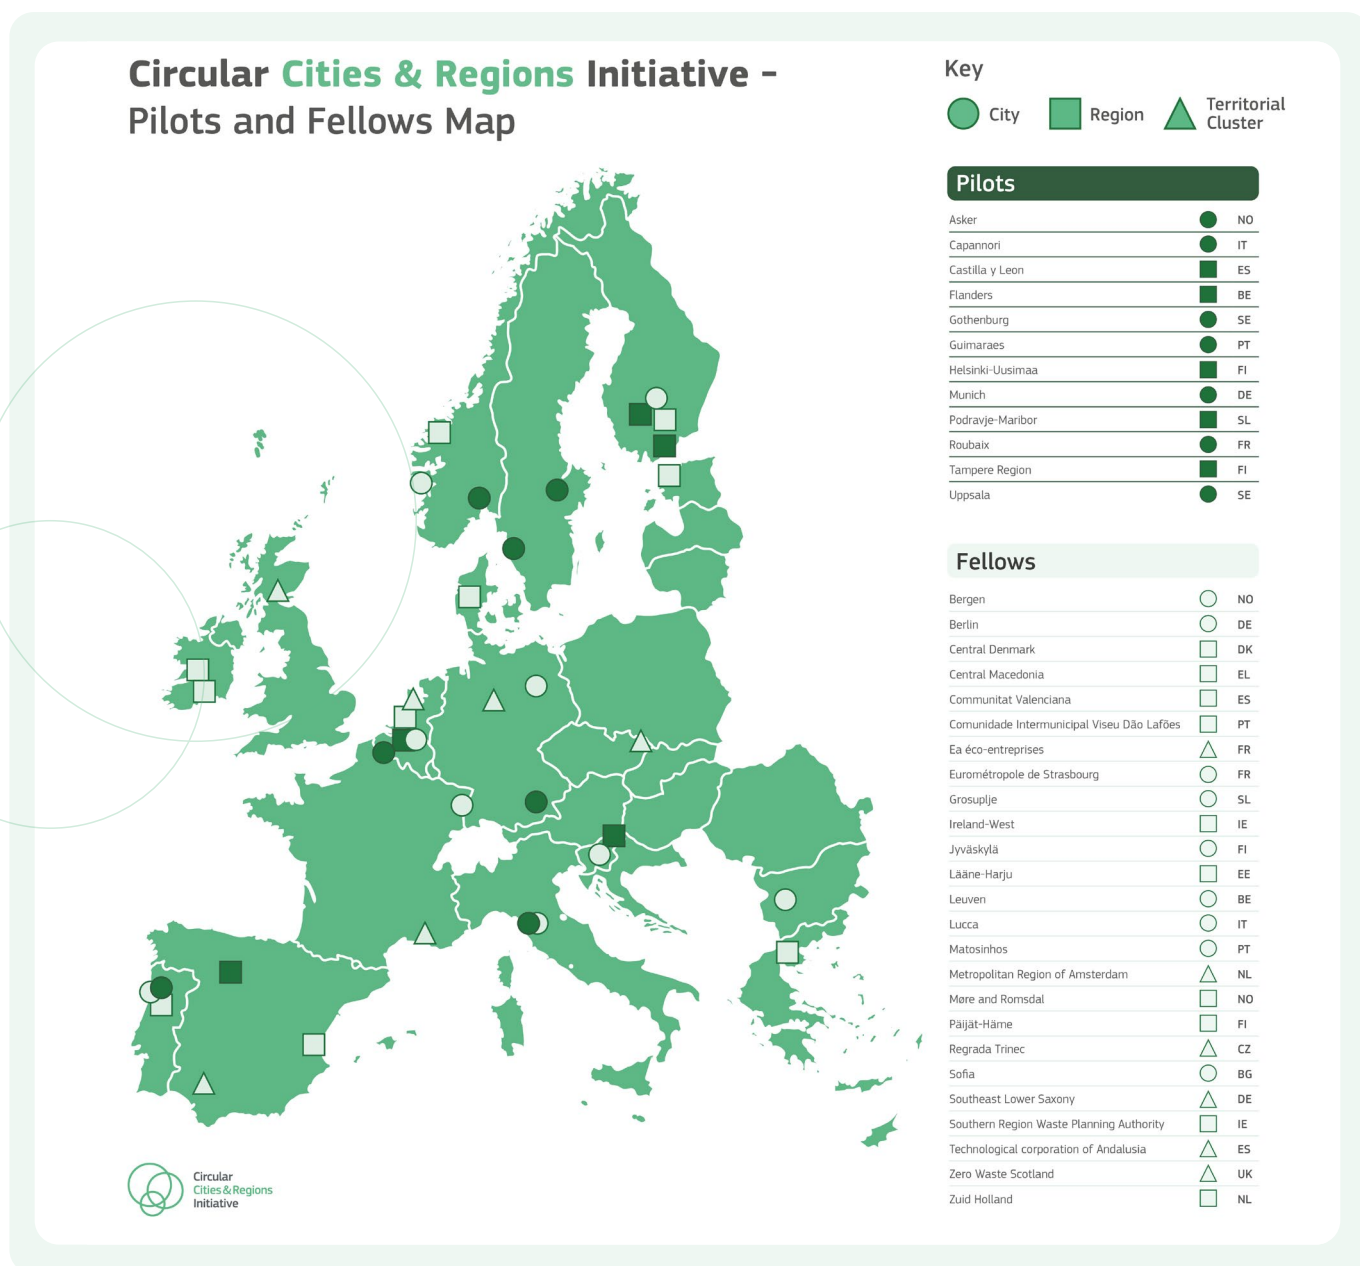 Circular Cities & Regions Initiative –
Pilots and Fellows Map
Key
City
Region
Territorial
Cluster
Pilots
Asker NO
Capannori IT
Castilla y Leon ES
Flanders BE
Gothenburg SE
Guimaraes PT
Helsinki-Uusimaa FI
Munich DE
Podravje-Maribor SL
Roubaix FR
Tampere Region FI
Uppsala SE
Fellows
Bergen NO
Berlin DE
Central Denmark DK
Central Macedonia EL
Communitat Valenciana ES
Comunidade Intermunicipal Viseu Dão Lafões PT
Ea éco-entreprises FR
Eurométropole de Strasbourg FR
Grosuplje SL
Ireland-West IE
Jyväskylä FI
Lääne-Harju EE
Leuven BE
Lucca IT
Matosinhos PT
Metropolitan Region of Amsterdam NL
Møre and Romsdal NO
Päijät-Häme FI
Regrada Trinec CZ
Sofia BG
Southeast Lower Saxony DE
Southern Region Waste Planning Authority IE
Technological corporation of Andalusia ES
Zero Waste Scotland UK
Zuid Holland NL
Circular
Cities & Regions
Initiative